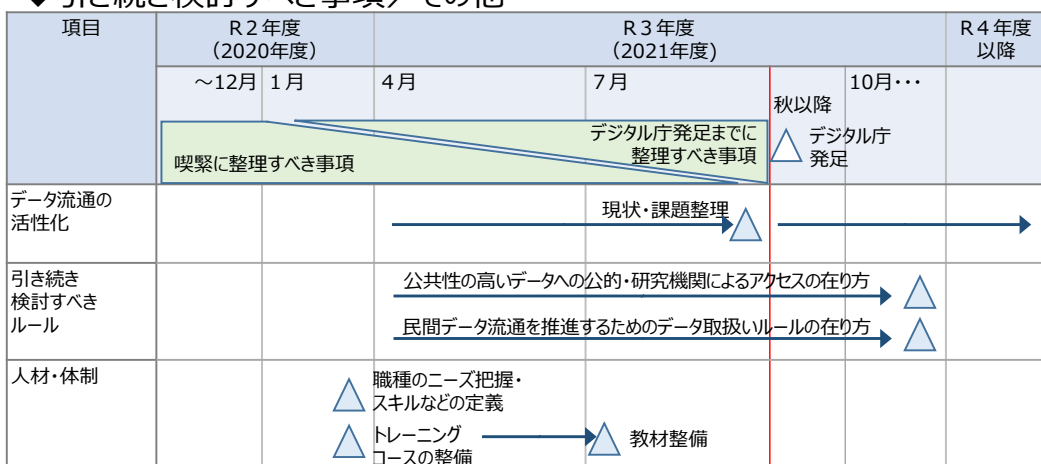 ◆引き続き検討すべき事項／その他
項目
R２年度
（2020年度）
R３年度
（2021年度)
R４年度
以降
～12月
1月
４月
７月
秋以降
10月・・・
喫緊に整理すべき事項
デジタル庁発足までに
整理すべき事項
デジタル庁
発足
データ流通の
活性化
現状・課題整理
引き続き
検討すべき
ルール
公共性の高いデータへの公的・研究機関によるアクセスの在り方
民間データ流通を推進するためのデータ取扱いルールの在り方
人材・体制
職種のニーズ把握・
スキルなどの定義
トレーニング
コースの整備
教材整備